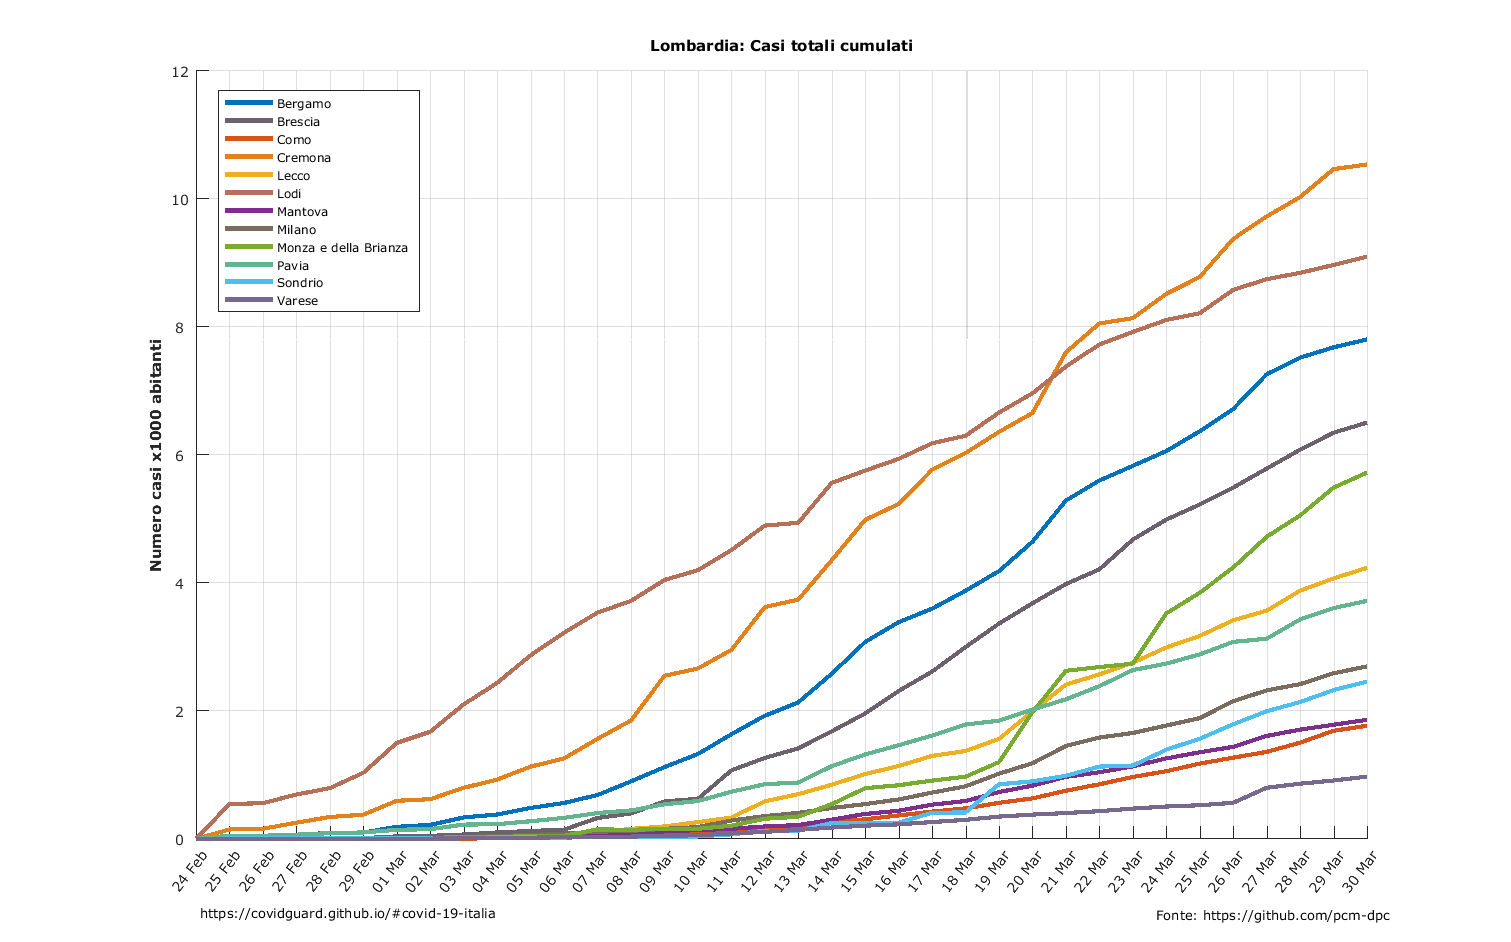 Lombardia: Casi totali cumulati
Numero casi x1000 abitanti
12
10
8
6
4
2
0
Bergamo
Brescia
Como
Cremona
Lecco
Lodi
Mantova
Milano
Monza e della Brianza
Pavia
Sondrio
Varese
24 Feb
25 Feb
26 Feb
27 Feb
28 Feb
29 Feb
01 Mar
02 Mar
03 Mar
04 Mar
05 Mar
06 Mar
07 Mar
08 Mar
09 Mar
10 Mar
11 Mar
12 Mar
13 Mar
14 Mar
15 Mar
16 Mar
17 Mar
18 Mar
19 Mar
20 Mar
21 Mar
22 Mar
23 Mar
24 Mar
25 Mar
26 Mar
27 Mar
28 Mar
29 Mar
30 Mar
https://covidguard.github.io/#covid-19-italia
Fonte: https://github.com/pcm-dpc